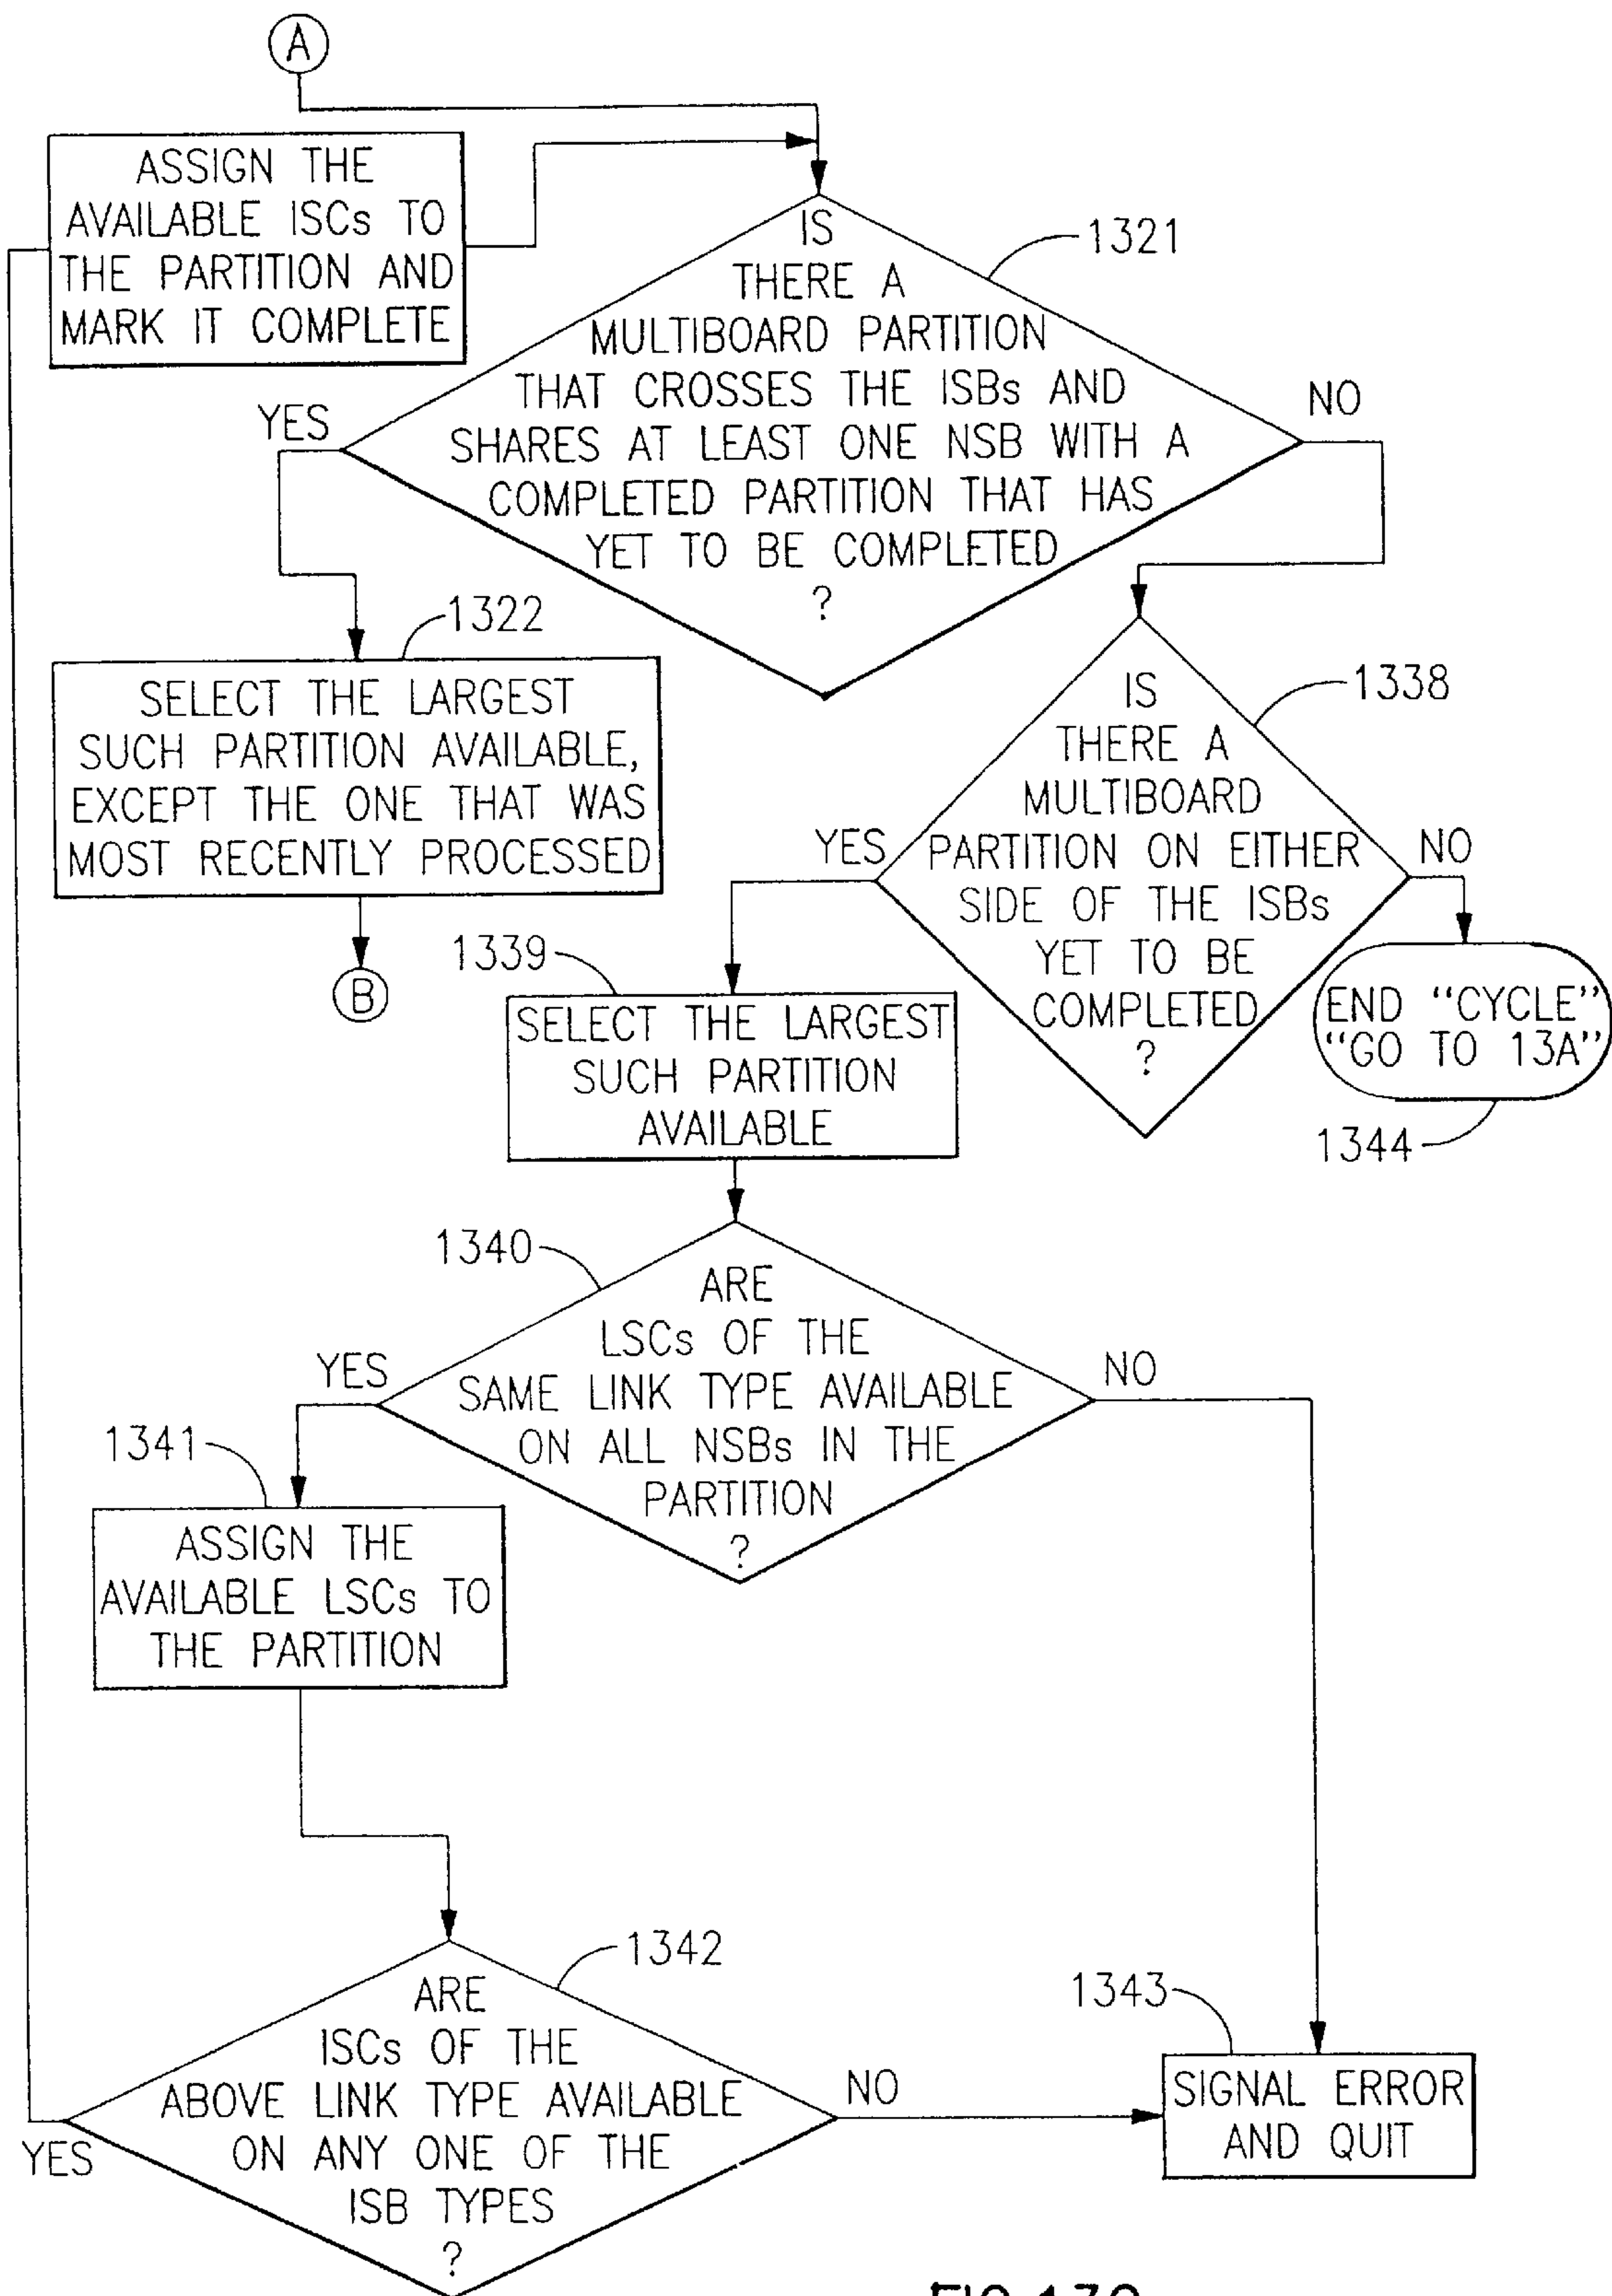 A
ASSIGN THE
AVAILABLE ISCs TO
THE PARTITION AND
MARK IT COMPLETE
1321
IS
THERE A
MULTIBOARD PARTITION
THAT CROSSES THE ISBs AND
SHARES AT LEAST ONE NSB WITH A
COMPLETED PARTITION THAT HAS
YET TO BE COMPLETED
?
YES
NO
1322
SELECT THE LARGEST
SUCH PARTITION AVAILABLE,
EXCEPT THE ONE THAT WAS
MOST RECENTLY PROCESSED
B
1338
IS
THERE A
MULTIBOARD
PARTITION ON EITHER
SIDE OF THE ISBs
YET TO BE
COMPLETED
?
YES
NO
END “CYCLE”
“GO TO 13A”
1344
1339
SELECT THE LARGEST
SUCH PARTITION
AVAILABLE
1340
ARE
LSCs OF THE
SAME LINK TYPE AVAILABLE
ON ALL NSBs IN THE
PARTITION
?
YES
NO
1341
ASSIGN THE
AVAILABLE LSCs TO
THE PARTITION
1342
ARE
ISCs OF THE
ABOVE LINK TYPE AVAILABLE
ON ANY ONE OF THE
ISB TYPES
?
YES
NO
1343
SIGNAL ERROR
AND QUIT